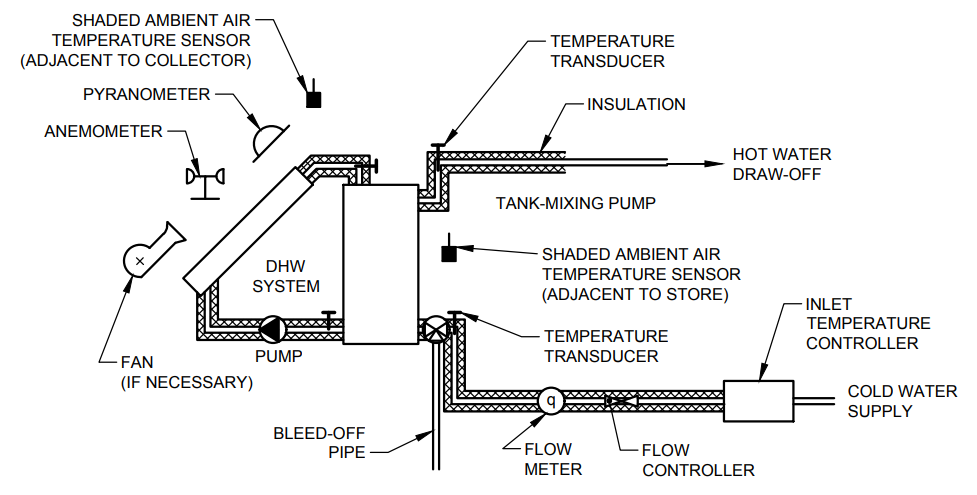 SHADED AMBIENT AIR
TEMPERATURE SENSOR
(ADJACENT TO COLLECTOR)
PYRANOMETER
ANEMOMETER
TEMPERATURE
TRANSDUCER
INSULATION
HOT WATER
DRAW-OFF
TANK-MIXING PUMP
SHADED AMBIENT AIR
TEMPERATURE SENSOR
(ADJACENT TO STORE)
DHW
SYSTEM
INLET
TEMPERATURE
CONTROLLER
TEMPERATURE
TRANSDUCER
PUMP
FAN
(IF NECESSARY)
COLD WATER
SUPPLY
q
BLEED-OFF
PIPE
FLOW
METER
FLOW
CONTROLLER